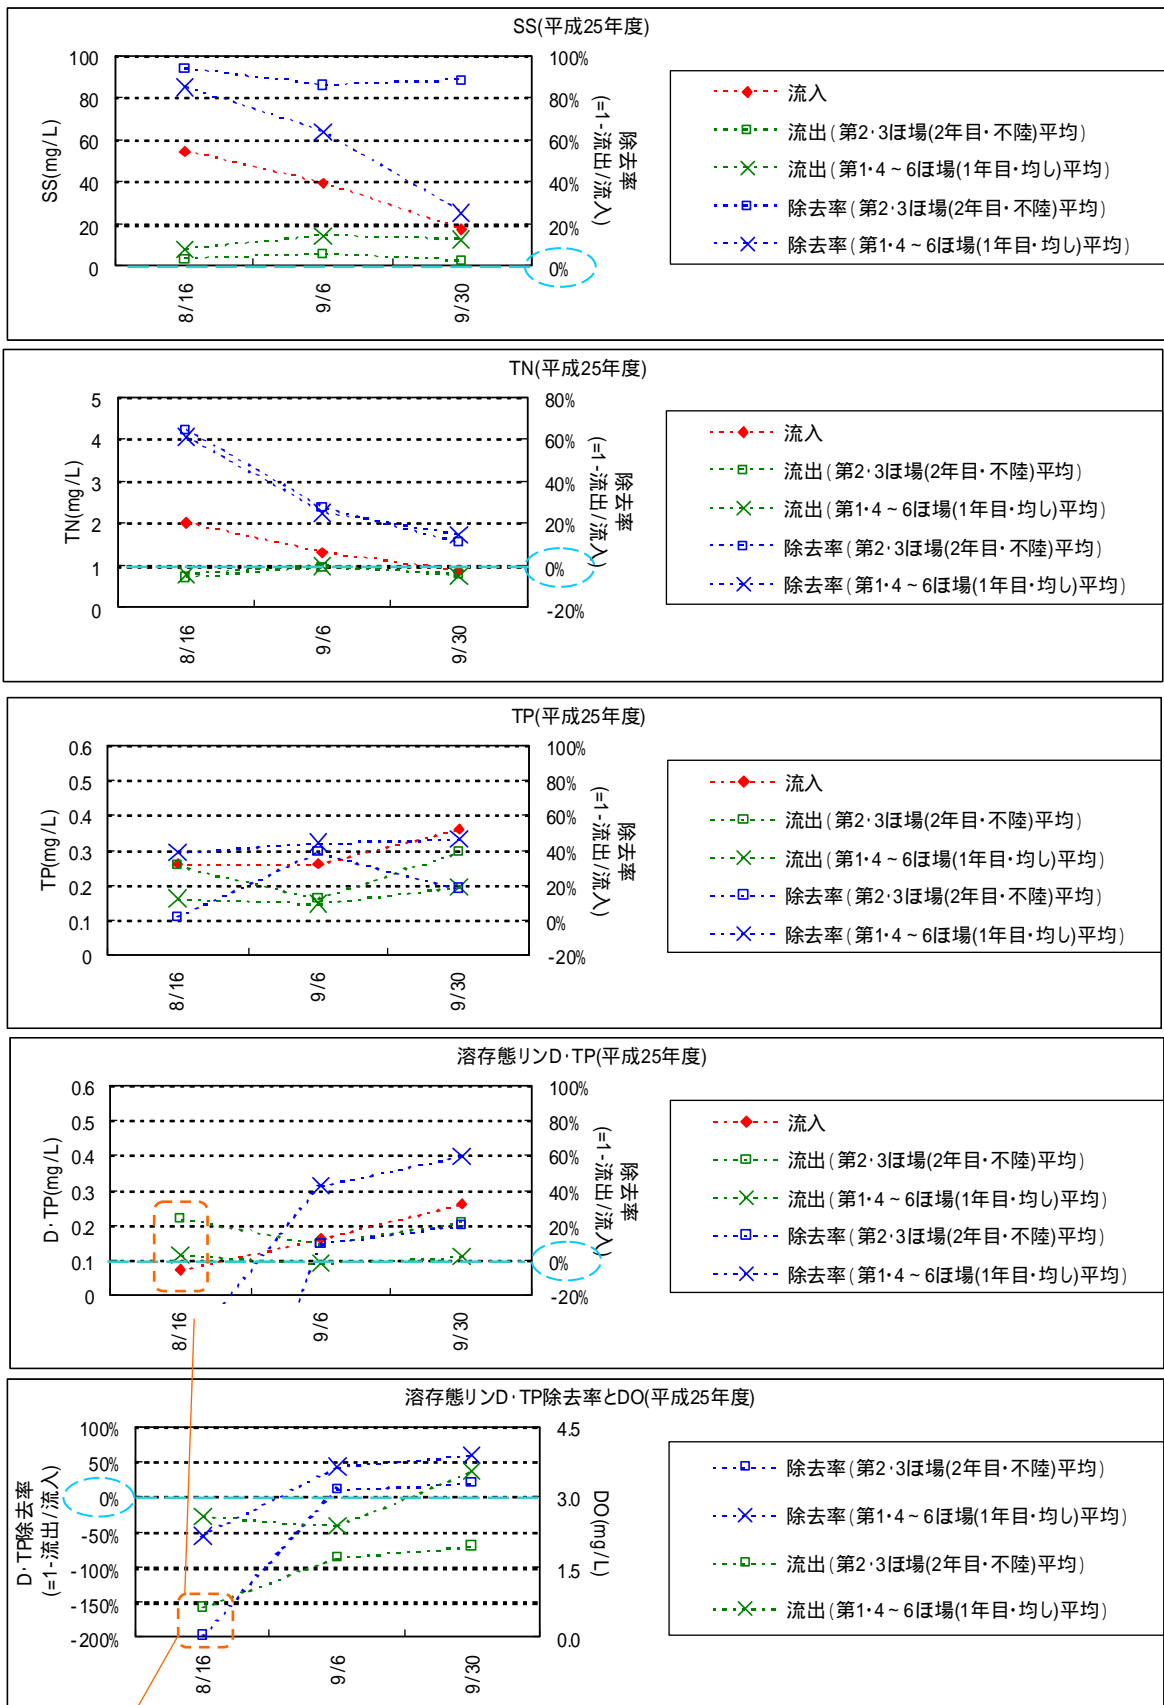 SS(平成25年度)
SS(mg/L)
100
80
60
40
20
0
100%
80%
60%
40%
20%
0%
除去率
(=1-流出/流入)
8/16
9/6
9/30
流入
流出(第2・3ほ場(2年目・不陸)平均)
流出(第1・4~6ほ場(1年目・均し)平均)
除去率(第2・3ほ場(2年目・不陸)平均)
除去率(第1・4~6ほ場(1年目・均し)平均)
TN(平成25年度)
TN(mg/L)
5
4
3
2
1
0
80%
60%
40%
20%
0%
-20%
除去率
(=1-流出/流入)
8/16
9/6
9/30
流入
流出(第2・3ほ場(2年目・不陸)平均)
流出(第1・4~6ほ場(1年目・均し)平均)
除去率(第2・3ほ場(2年目・不陸)平均)
除去率(第1・4~6ほ場(1年目・均し)平均)
TP(平成25年度)
TP(mg/L)
0.6
0.5
0.4
0.3
0.2
0.1
0
100%
80%
60%
40%
20%
0%
-20%
除去率
(=1-流出/流入)
8/16
9/6
9/30
流入
流出(第2・3ほ場(2年目・不陸)平均)
流出(第1・4~6ほ場(1年目・均し)平均)
除去率(第2・3ほ場(2年目・不陸)平均)
除去率(第1・4~6ほ場(1年目・均し)平均)
溶存態リンD・TP(平成25年度)
D・TP(mg/L)
0.6
0.5
0.4
0.3
0.2
0.1
0
100%
80%
60%
40%
20%
0%
-20%
除去率
(=1-流出/流入)
8/16
9/6
9/30
流入
流出(第2・3ほ場(2年目・不陸)平均)
流出(第1・4~6ほ場(1年目・均し)平均)
除去率(第2・3ほ場(2年目・不陸)平均)
除去率(第1・4~6ほ場(1年目・均し)平均)
溶存態リンD・TP除去率とDO(平成25年度)
D・TP除去率
(=1-流出/流入)
100%
50%
0%
-50%
-100%
-150%
-200%
4.5
3.0
1.5
0.0
DO(mg/L)
8/16
9/6
9/30
除去率(第2・3ほ場(2年目・不陸)平均)
除去率(第1・4~6ほ場(1年目・均し)平均)
流出(第2・3ほ場(2年目・不陸)平均)
流出(第1・4~6ほ場(1年目・均し)平均)